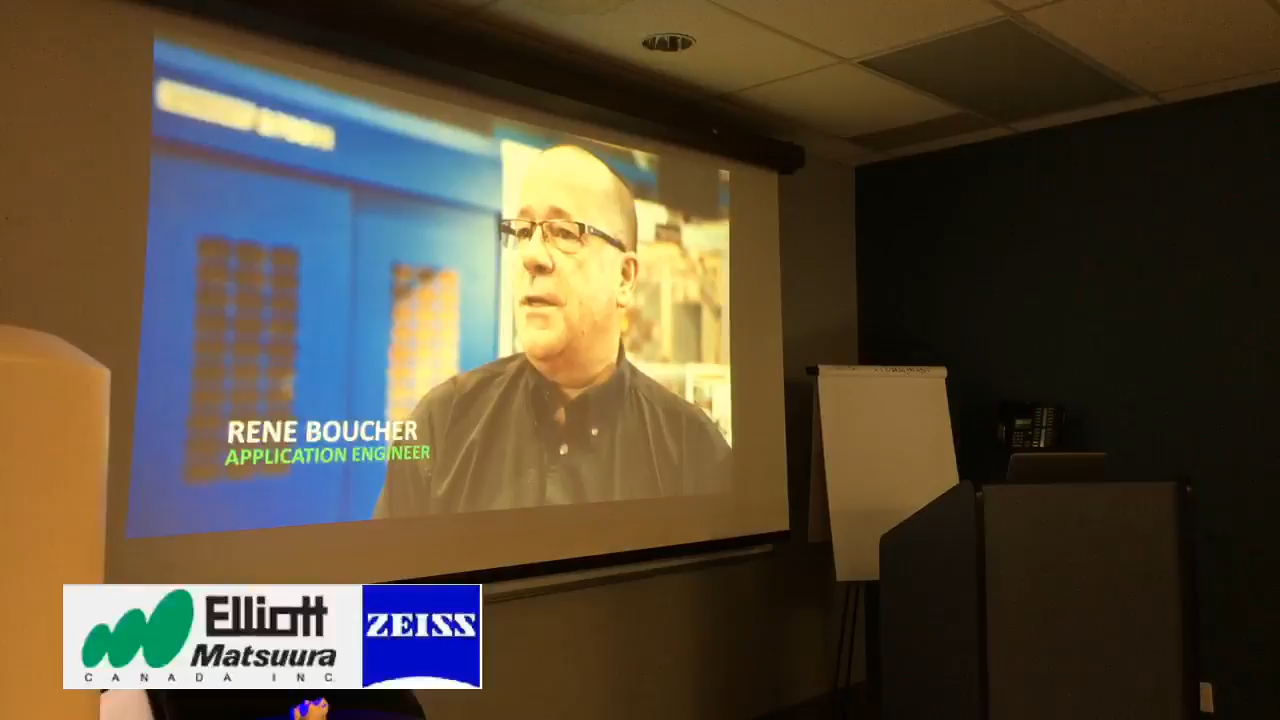 RENE BOUCHER
APPLICATION ENGINEER
Elliott
Matsuura
CANADA INC
ZEISS